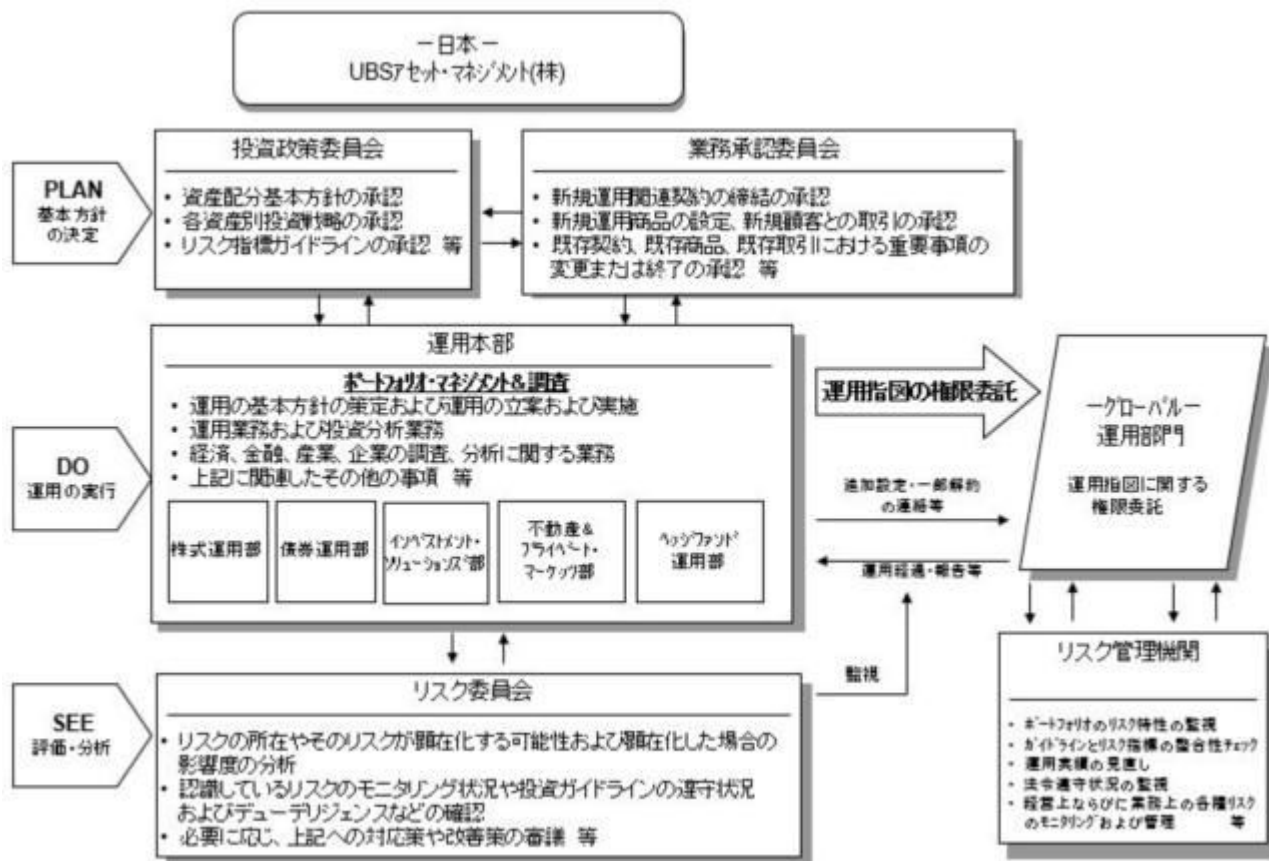 －日本－
UBSアセット・マネジメント(株)
PLAN
基本方針
の決定
投資政策委員会
・ 資産配分基本方針の承認
・ 各資産別投資戦略の承認
・ リスク指標ガイドラインの承認 等
業務承認委員会
・ 新規運用関連契約の締結の承認
・ 新規運用商品の設定、新規顧客との取引の承認
・ 既存契約、既存商品、既存取引における重要事項の
変更または終了の承認 等
DO
運用の実行
運用本部
ポートフォリオ・マネジメント&調査
・ 運用の基本方針の策定および運用の立案および実施
・ 運用業務および投資分析業務
・ 経済、金融、産業、企業の調査、分析に関する業務
・ 上記に関連したその他の事項 等
株式運用部
債券運用部
インベストメント・
ソリューションズ部
不動産&
プライベート・
マーケッツ部
ヘッジファンド
運用部
運用指図の権限委託
追加設定・一部解約
の連絡等
運用経過・報告等
－グローバル－
運用部門
運用指図に関する
権限委託
SEE
評価・分析
リスク委員会
・ リスクの所在やそのリスクが顕在化する可能性および顕在化した場合の
影響度の分析
・ 認識しているリスクのモニタリング状況や投資ガイドラインの遵守状況
およびデューデリジェンスなどの確認
・ 必要に応じ、上記への対応策や改善策の審議 等
監視
リスク管理機関
・ ポートフォリオのリスク特性の監視
・ ガイドラインとリスク指標の整合性チェック
・ 運用実績の見直し
・ 法令遵守状況の監視
・ 経営上ならびに業務上の各種リスク
のモニタリングおよび管理 等